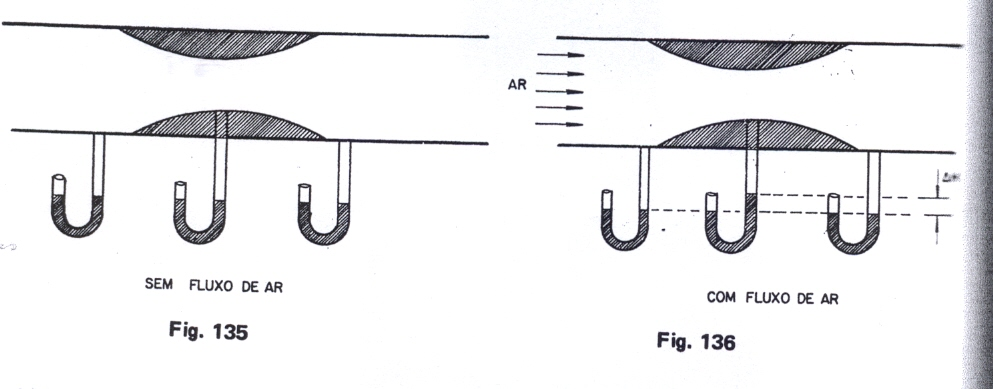 AR
SEM FLUXO DE AR
Fig. 135
COM FLUXO DE AR
Fig. 136